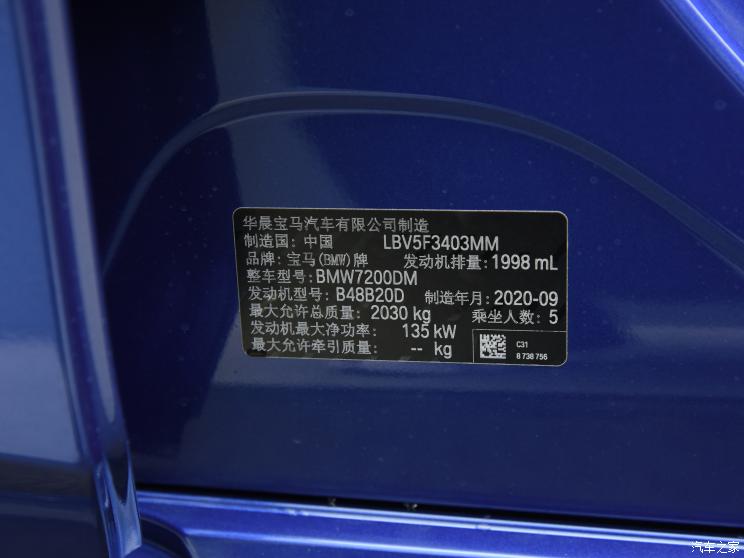 华晨宝马汽车有限公司制造
制造国: 中国 LBV5F3403MM
品牌: 宝马(BMW)牌 发动机排量: 1998 mL
整车型号: BMW7200DM
发动机型号: B48B20D 制造年月: 2020-09
最大允许总质量: 2030 kg 乘坐人数: 5
发动机最大净功率: 135 kW
最大允许牵引质量: -- kg
C31
8 738 756
汽车之家